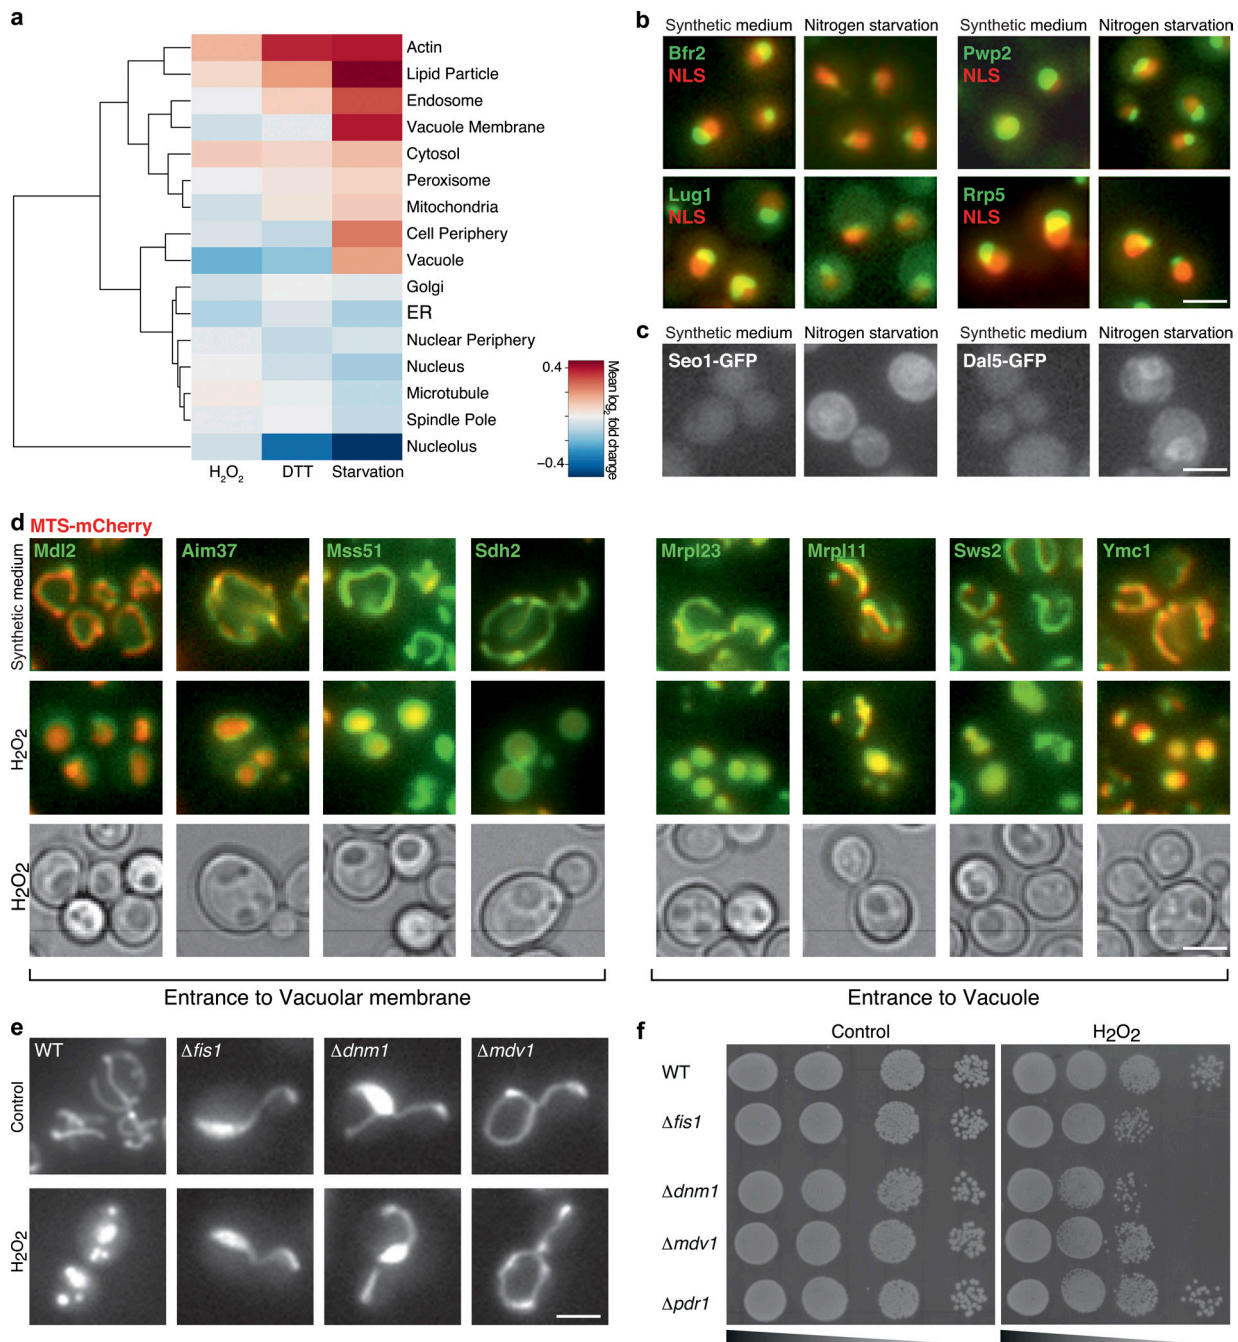 a
Actin
Lipid Particle
Endosome
Vacuole Membrane
Cytosol
Peroxisome
Mitochondria
Cell Periphery
Vacuole
Golgi
ER
Nuclear Periphery
Nucleus
Microtubule
Spindle Pole
Nucleolus
H₂O₂ DTT Starvation
0.4
−0.4
Mean log₂ fold change
b
Synthetic medium Nitrogen starvation Synthetic medium Nitrogen starvation
Bfr2
NLS
Pwp2
NLS
Lug1
NLS
Rrp5
NLS
c
Synthetic medium Nitrogen starvation Synthetic medium Nitrogen starvation
Seo1-GFP Dal5-GFP
d
MTS-mCherry
Synthetic medium
Mdl2 Aim37 Mss51 Sdh2 Mrpl23 Mrpl11 Sws2 Ymc1
H₂O₂
H₂O₂
Entrance to Vacuolar membrane Entrance to Vacuole
e
WT Δfis1 Δdnm1 Δmdv1
Control
H₂O₂
f
Control H₂O₂
WT
Δfis1
Δdnm1
Δmdv1
Δpdr1